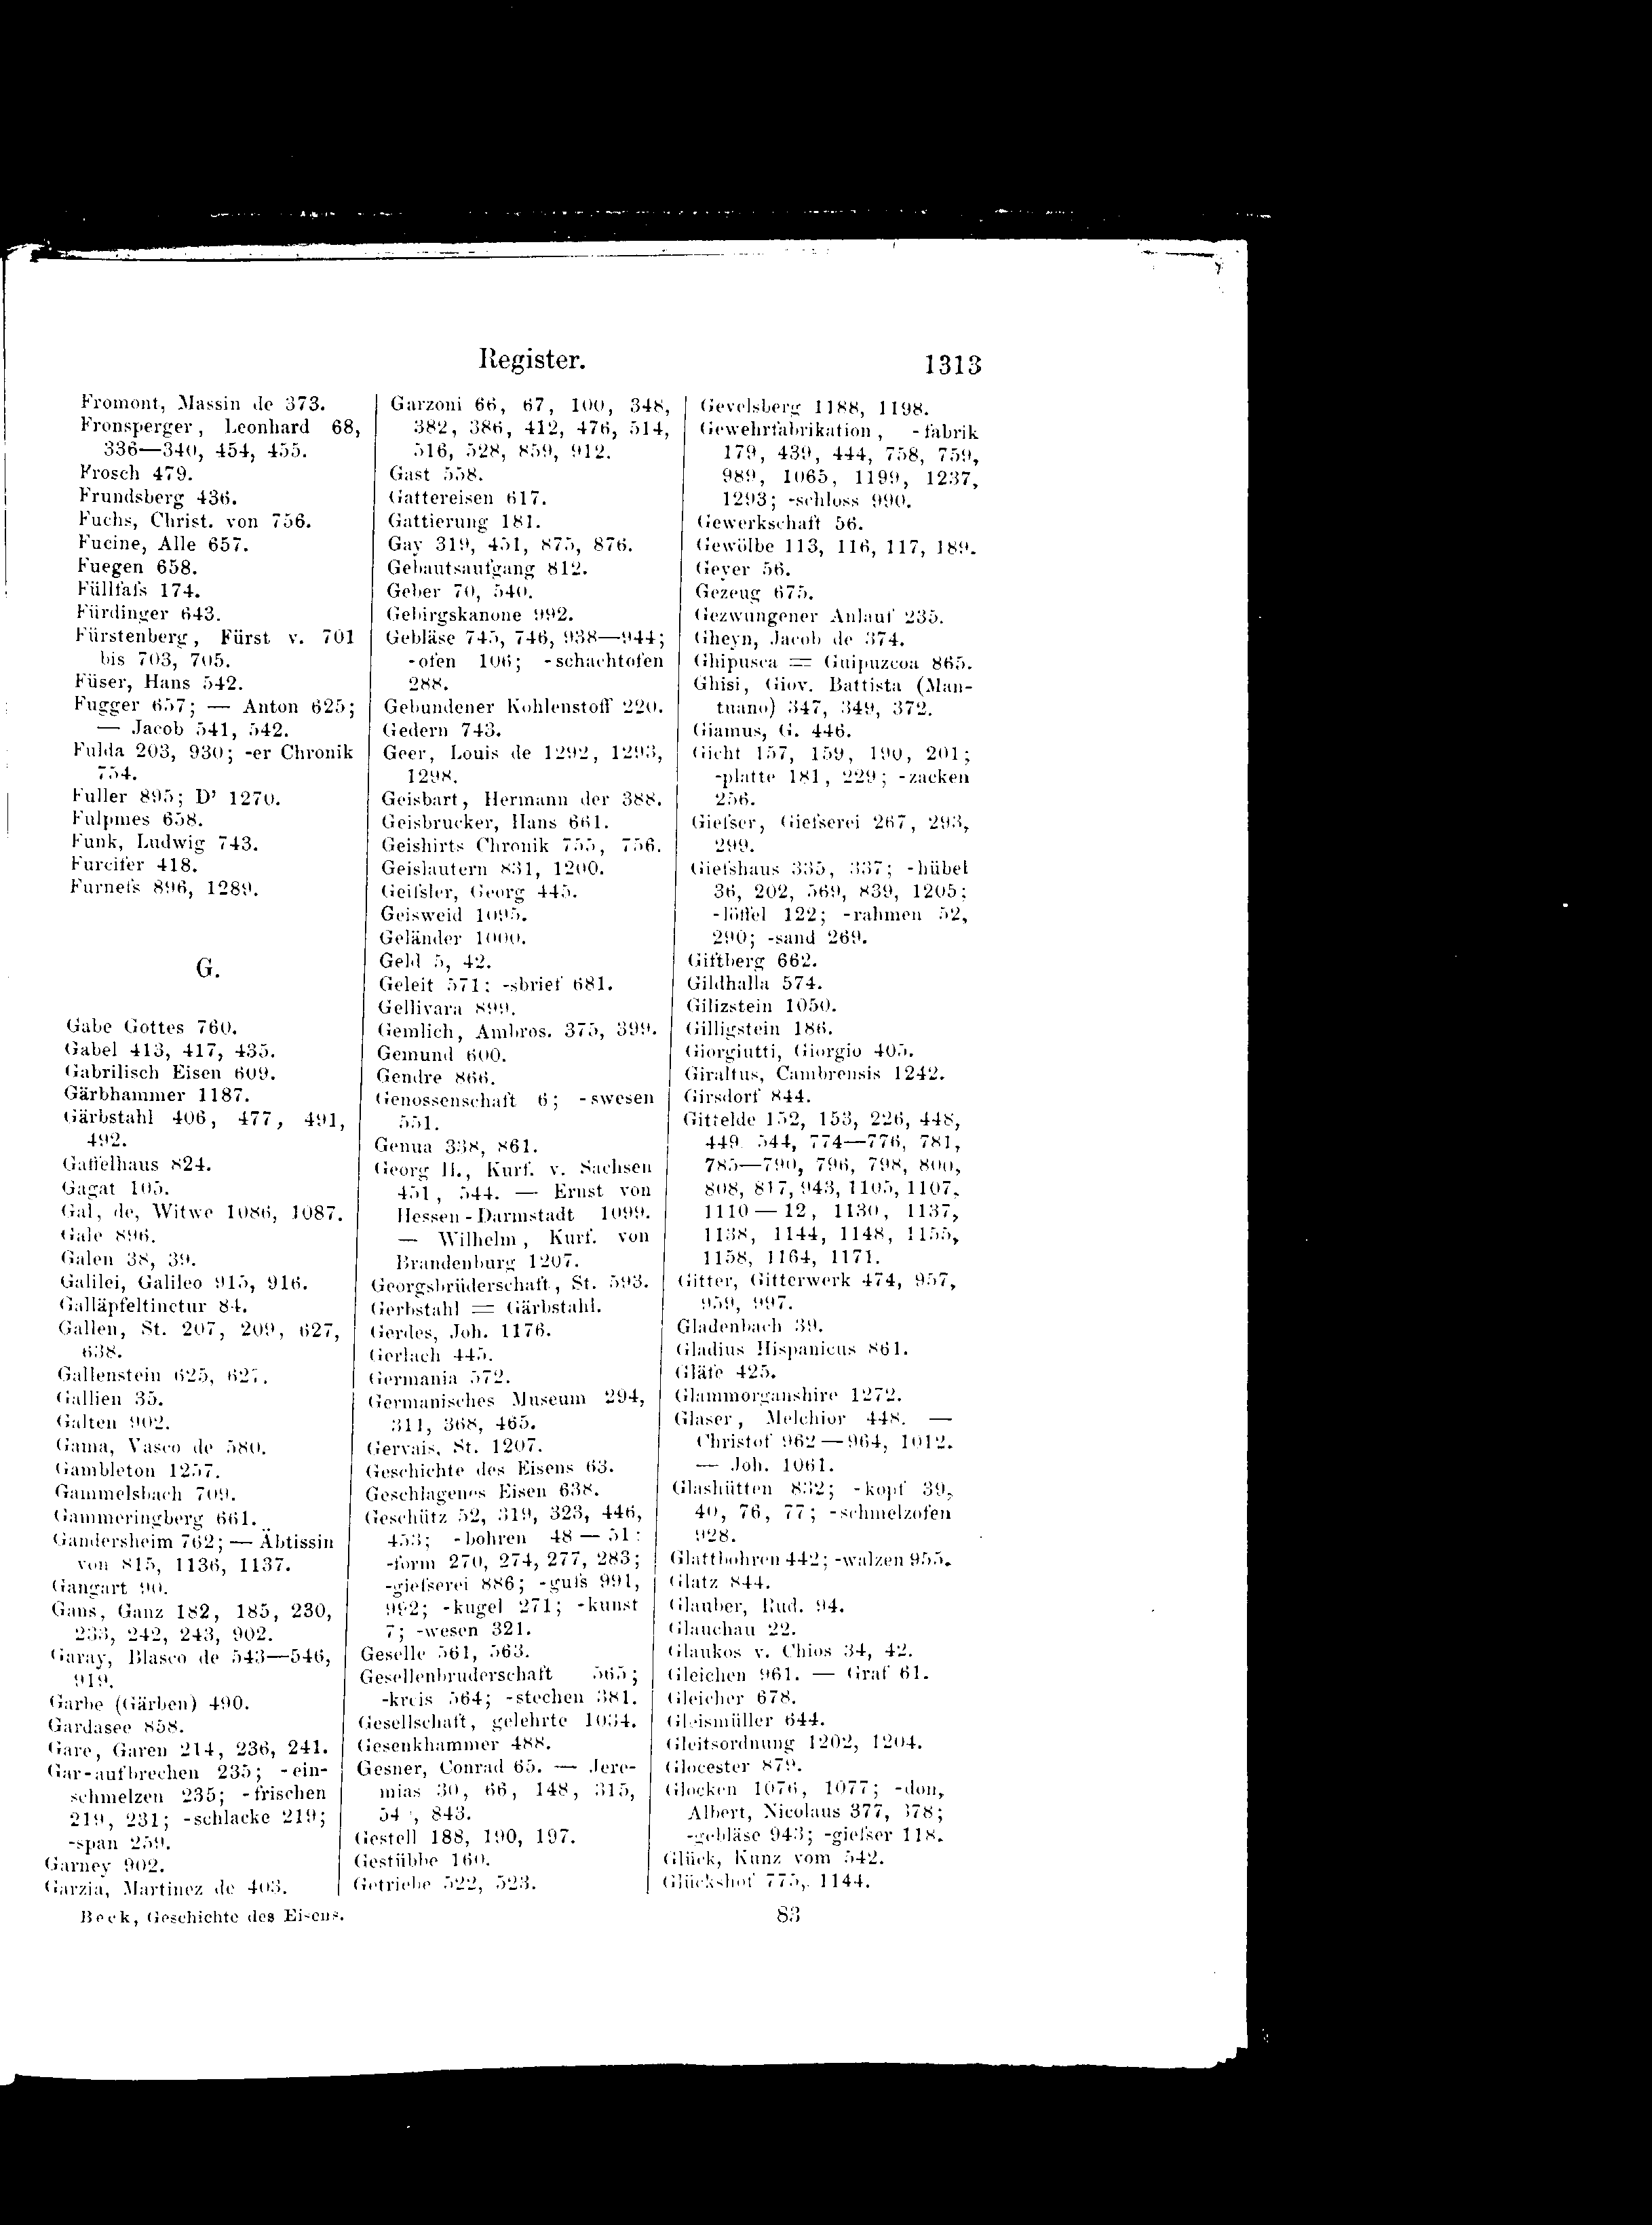 Register.
1313
Fromont, Massin de 373.
Fronsperger, Leonhard 68,
336—340, 454, 455.
Frosch 479.
Frundsberg 436.
Fuchs, Christ. von 756.
Fucine, Alle 657.
Fuegen 658.
Füllfaſs 174.
Fürdinger 643.
Fürstenberg, Fürst v. 701
bis 703, 705.
Füser, Hans 542.
Fugger 657; — Anton 625;
— Jacob 541, 542.
Fulda 203, 930; -er Chronik
754.
Fuller 895; D' 1270.
Fulpmes 658.
Funk, Ludwig 743.
Furcifer 418.
Furneſs 896, 1289.
G.
Gabe Gottes 760.
Gabel 413, 417, 435.
Gabrilisch Eisen 609.
Gärbhammer 1187.
Gärbstahl 406, 477, 491,
492.
Gaffelhaus 824.
Gagat 105.
Gal, de, Witwe 1086, 1087.
Gale 896.
Galen 38, 39.
Galilei, Galileo 915, 916.
Galläpfeltinctur 84.
Gallen, St. 207, 209, 627,
638.
Gallenstein 625, 627.
Gallien 35.
Galten 902.
Gama, Vasco de 580.
Gambleton 1257.
Gammelsbach 709.
Gammeringberg 661.
Gandersheim 762; — Äbtissin
von 815, 1136, 1137.
Gangart 90.
Gans, Ganz 182, 185, 230,
233, 242, 243, 902.
Garay, Blasco de 543—546,
919.
Garbe (Gärben) 490.
Gardasee 858.
Gare, Garen 214, 236, 241.
Gar-aufbrechen 235; -ein-
schmelzen 235; -frischen
219, 231; -schlacke 219;
-span 259.
Garney 902.
Garzia, Martinez de 403.
Garzoni 66, 67, 100, 348,
382, 386, 412, 476, 514,
516, 528, 859, 912.
Gast 558.
Gattereisen 617.
Gattierung 181.
Gay 319, 451, 875, 876.
Gebautsaufgang 812.
Geber 70, 540.
Gebirgskanone 992.
Gebläse 745, 746, 938—944;
-ofen 106; -schachtofen
288.
Gebundener Kohlenstoff 220.
Gedern 743.
Geer, Louis de 1292, 1293,
1298.
Geisbart, Hermann der 388.
Geisbrucker, Hans 661.
Geishirts Chronik 755, 756.
Geislautern 831, 1200.
Geiſsler, Georg 445.
Geisweid 1095.
Geländer 1000.
Geld 5, 42.
Geleit 571; -sbrief 681.
Gellivara 899.
Gemlich, Ambros. 375, 399.
Gemund 600.
Gendre 866.
Genossenschaft 6; -swesen
551.
Genua 338, 861.
Georg II., Kurf. v. Sachsen
451, 544. — Ernst von
Hessen-Darmstadt 1099.
— Wilhelm, Kurf. von
Brandenburg 1207.
Georgsbrüderschaft, St. 593.
Gerbstahl = Gärbstahl.
Gerdes, Joh. 1176.
Gerlach 445.
Germania 572.
Germanisches Museum 294,
311, 368, 465.
Gervais, St. 1207.
Geschichte des Eisens 63.
Geschlagenes Eisen 638.
Geschütz 52, 319, 323, 446,
453; -bohren 48—51;
-form 270, 274, 277, 283;
-gieſserei 886; -guſs 991,
992; -kugel 271; -kunst
7; -wesen 321.
Geselle 561, 563.
Gesellenbruderschaft 565;
-kreis 564; -stechen 381.
Gesellschaft, gelehrte 1034.
Gesenkhammer 488.
Gesner, Conrad 65. — Jere-
mias 30, 66, 148, 315,
54 , 843.
Gestell 188, 190, 197.
Gestübbe 160.
Getriebe 522, 523.
Gevelsberg 1188, 1198.
Gewehrfabrikation, -fabrik
179, 439, 444, 758, 759,
989, 1065, 1199, 1237,
1293; -schloss 990.
Gewerkschaft 56.
Gewölbe 113, 116, 117, 189.
Geyer 56.
Gezeug 675.
Gezwungener Anlauf 235.
Gheyn, Jacob de 374.
Ghipusca = Guipuzcoa 865.
Ghisi, Giov. Battista (Man-
tuano) 347, 349, 372.
Giamus, G. 446.
Gicht 157, 159, 190, 201;
-platte 181, 229; -zacken
256.
Gieſser, Gieſserei 267, 293,
299.
Gieſshaus 335, 337; -hübel
36, 202, 569, 839, 1205;
-löffel 122; -rahmen 52,
290; -sand 269.
Giftberg 662.
Gildhalla 574.
Gilizstein 1050.
Gilligstein 186.
Giorgiutti, Giorgio 405.
Giraltus, Cambrensis 1242.
Girsdorf 844.
Gittelde 152, 153, 226, 448,
449. 544, 774—776, 781,
785—790, 796, 798, 800,
808, 817, 943, 1105, 1107,
1110—12, 1130, 1137,
1138, 1144, 1148, 1155,
1158, 1164, 1171.
Gitter, Gitterwerk 474, 957,
959, 997.
Gladenbach 39.
Gladius Hispanicus 861.
Gläfe 425.
Glammorganshire 1272.
Glaser, Melchior 448. —
Christof 962—964, 1012.
— Joh. 1061.
Glashütten 832; -kopf 39,
40, 76, 77; -schmelzofen
928.
Glattbohren 442; -walzen 955.
Glatz 844.
Glauber, Rud. 94.
Glauchau 22.
Glaukos v. Chios 34, 42.
Gleichen 961. — Graf 61.
Gleicher 678.
Gleismüller 644.
Gleitsordnung 1202, 1204.
Glocester 879.
Glocken 1076, 1077; -don,
Albert, Nicolaus 377, 378;
-gebläse 943; -gieſser 118.
Glück, Kunz vom 542.
Glückshof 775, 1144.
Beck, Geschichte des Eisens.
83